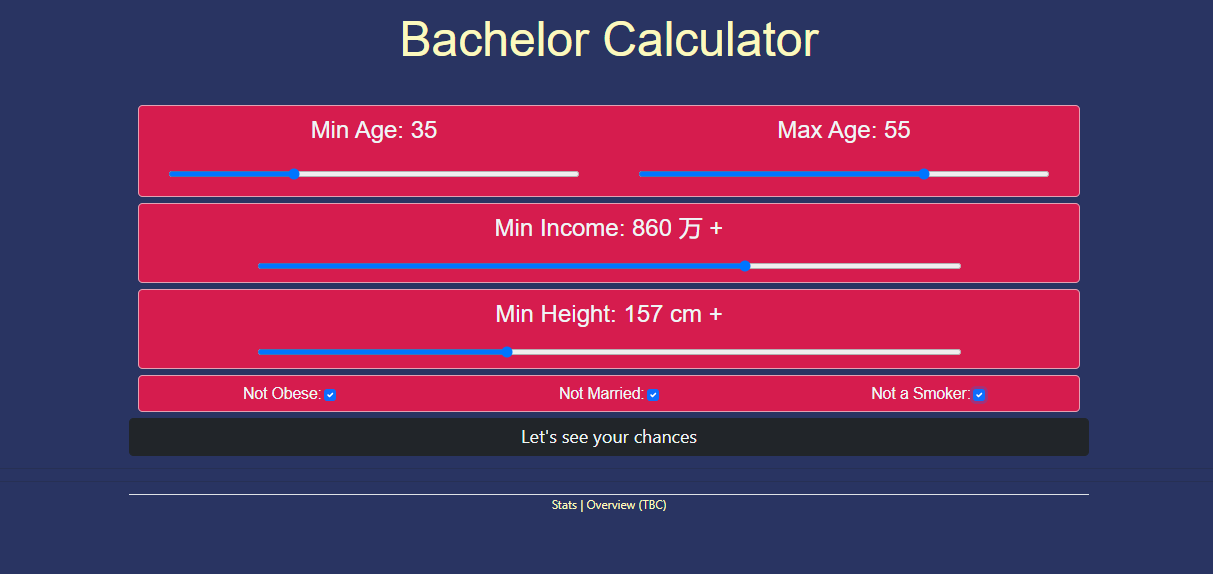 Bachelor Calculator
Min Age: 35
Max Age: 55
Min Income: 860 万 +
Min Height: 157 cm +
Not Obese:
Not Married:
Not a Smoker:
Let's see your chances
Stats | Overview (TBC)